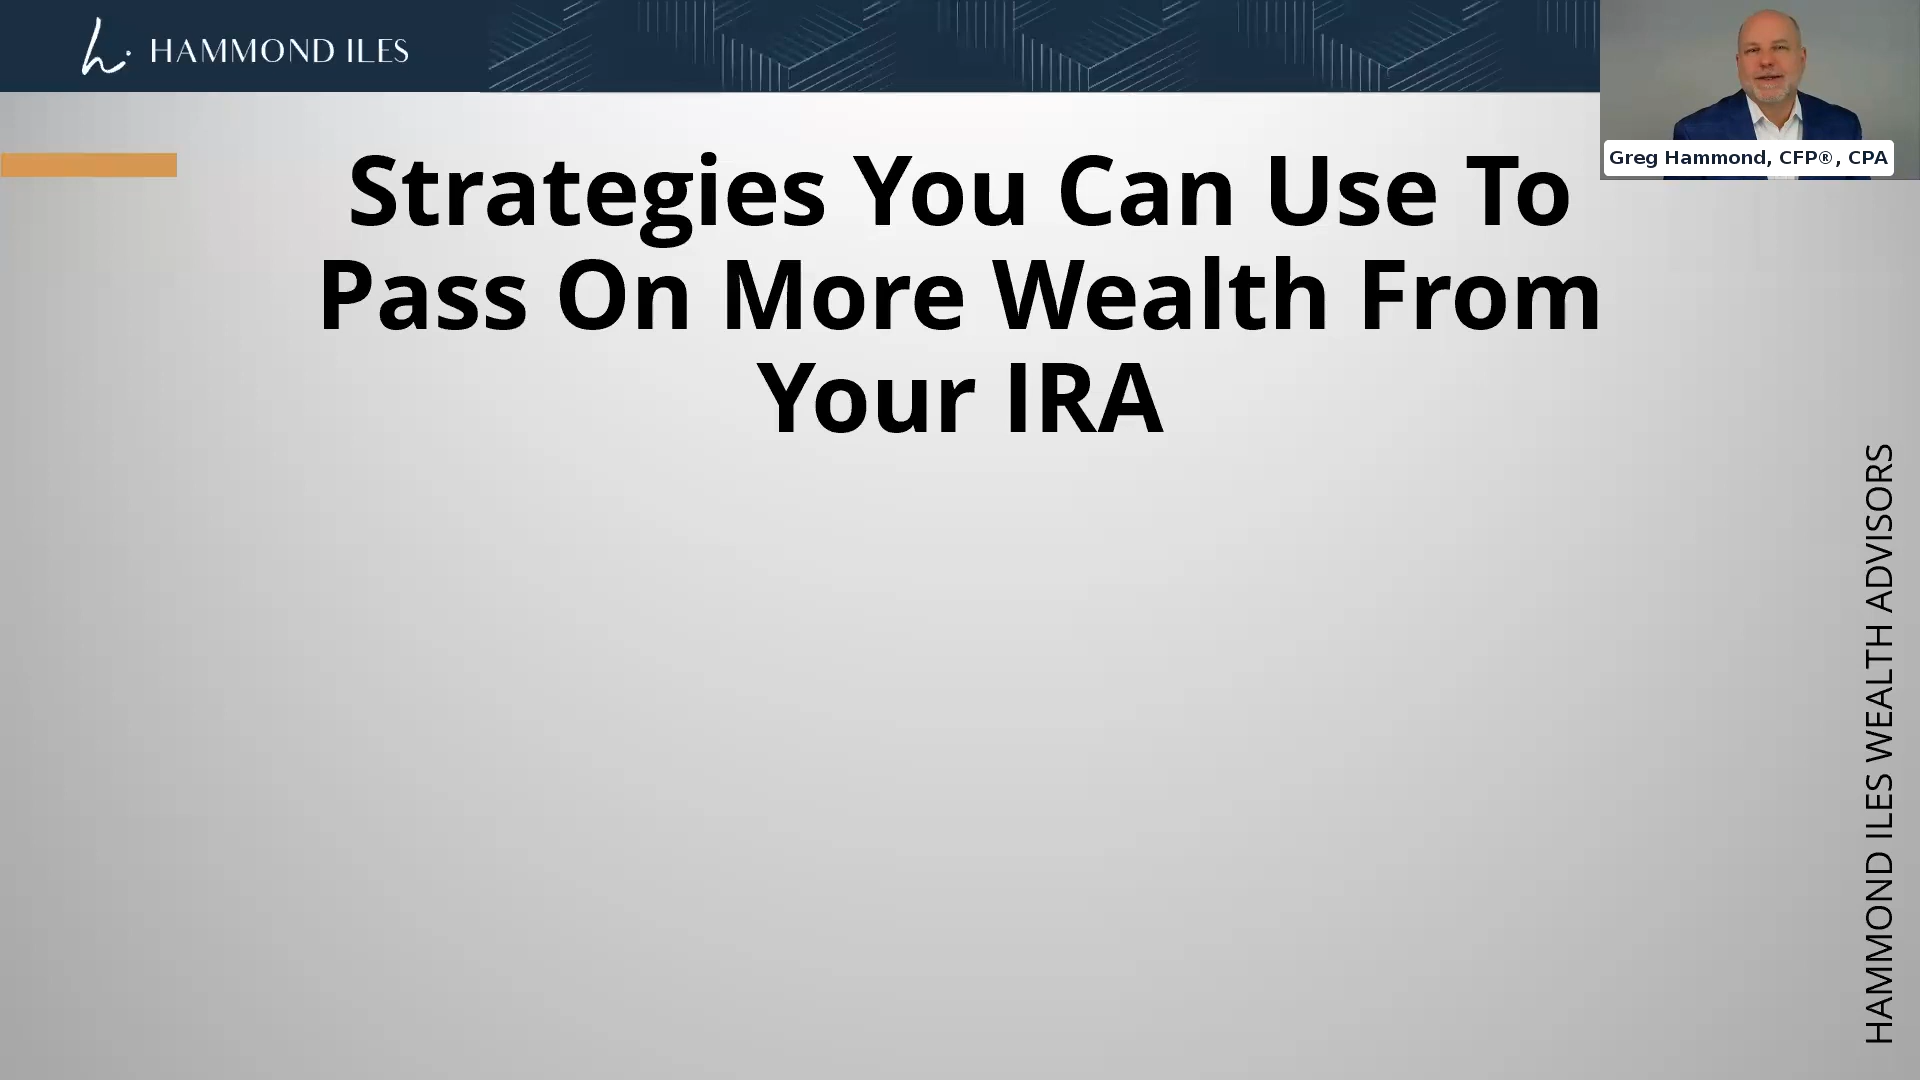 h. HAMMOND ILES
Greg Hammond, CFP®, CPA
Strategies You Can Use To
Pass On More Wealth From
Your IRA
HAMMOND ILES WEALTH ADVISORS